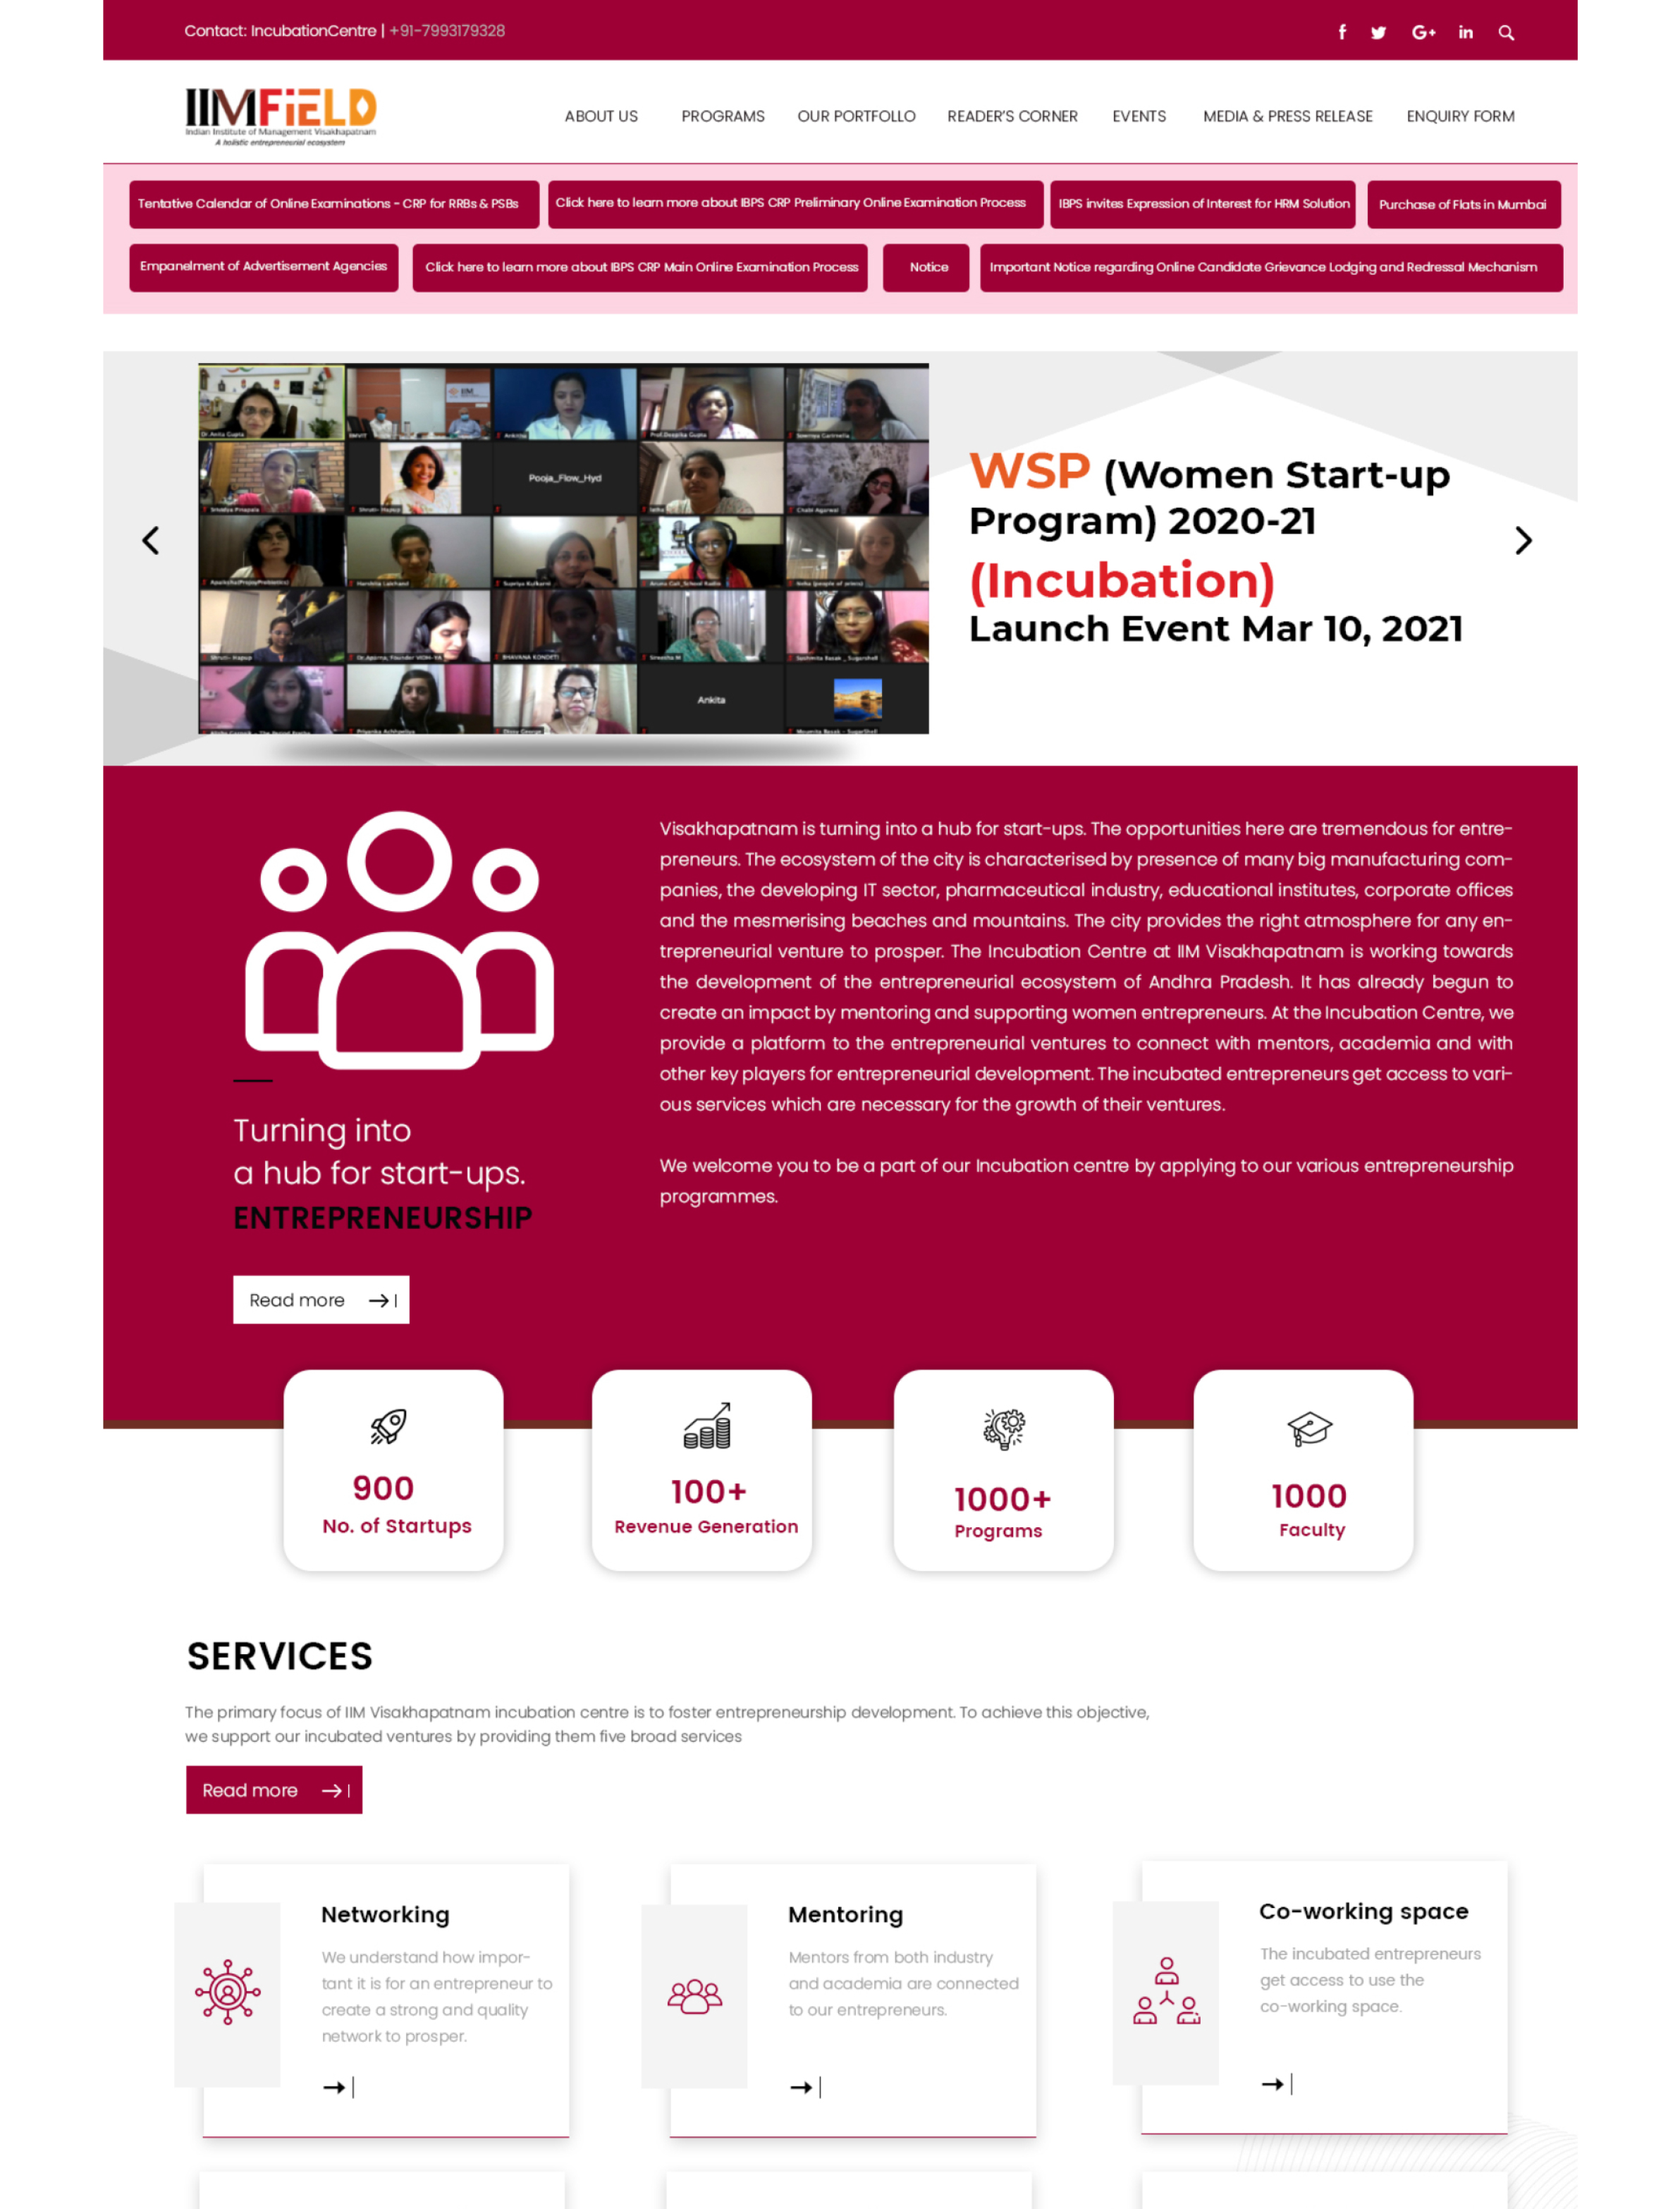 Contact: IncubationCentre | +91-7993179328
IIMFiELD
Indian Institute of Management Visakhapatnam
A holistic entrepreneurial ecosystem
ABOUT US PROGRAMS OUR PORTFOLLO READER'S CORNER EVENTS MEDIA & PRESS RELEASE ENQUIRY FORM
Tentative Calendar of Online Examinations - CRP for RRBs & PSBs
Click here to learn more about IBPS CRP Preliminary Online Examination Process
IBPS invites Expression of Interest for HRM Solution
Purchase of Flats in Mumbai
Empanelment of Advertisement Agencies
Click here to learn more about IBPS CRP Main Online Examination Process
Notice
Important Notice regarding Online Candidate Grievance Lodging and Redressal Mechanism
Pooja_Flow_Hyd
Ankita
WSP (Women Start-up
Program) 2020-21
(Incubation)
Launch Event Mar 10, 2021
Turning into
a hub for start-ups.
ENTREPRENEURSHIP
Read more
Visakhapatnam is turning into a hub for start-ups. The opportunities here are tremendous for entre-
preneurs. The ecosystem of the city is characterised by presence of many big manufacturing com-
panies, the developing IT sector, pharmaceutical industry, educational institutes, corporate offices
and the mesmerising beaches and mountains. The city provides the right atmosphere for any en-
trepreneurial venture to prosper. The Incubation Centre at IIM Visakhapatnam is working towards
the development of the entrepreneurial ecosystem of Andhra Pradesh. It has already begun to
create an impact by mentoring and supporting women entrepreneurs. At the Incubation Centre, we
provide a platform to the entrepreneurial ventures to connect with mentors, academia and with
other key players for entrepreneurial development. The incubated entrepreneurs get access to vari-
ous services which are necessary for the growth of their ventures.
We welcome you to be a part of our Incubation centre by applying to our various entrepreneurship
programmes.
900
No. of Startups
100+
Revenue Generation
1000+
Programs
1000
Faculty
SERVICES
The primary focus of IIM Visakhapatnam incubation centre is to foster entrepreneurship development. To achieve this objective,
we support our incubated ventures by providing them five broad services
Read more
Networking
We understand how impor-
tant it is for an entrepreneur to
create a strong and quality
network to prosper.
Mentoring
Mentors from both industry
and academia are connected
to our entrepreneurs.
Co-working space
The incubated entrepreneurs
get access to use the
co-working space.